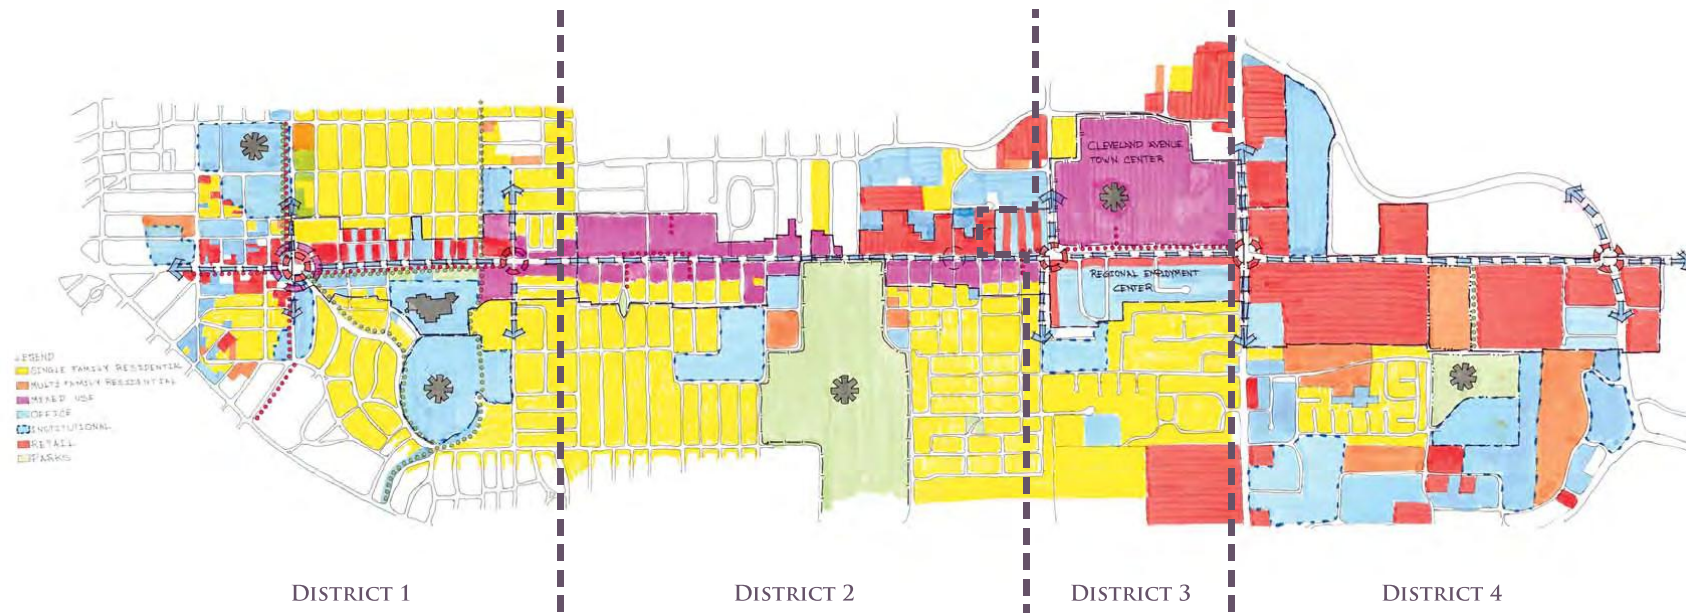 CLEVELAND AVENUE
TOWN CENTER
REGIONAL EMPLOYMENT
CENTER
LEGEND
SINGLE FAMILY RESIDENTIAL
MULTI FAMILY RESIDENTIAL
MIXED USE
OFFICE
INSTITUTIONAL
RETAIL
PARKS
DISTRICT 1
DISTRICT 2
DISTRICT 3
DISTRICT 4